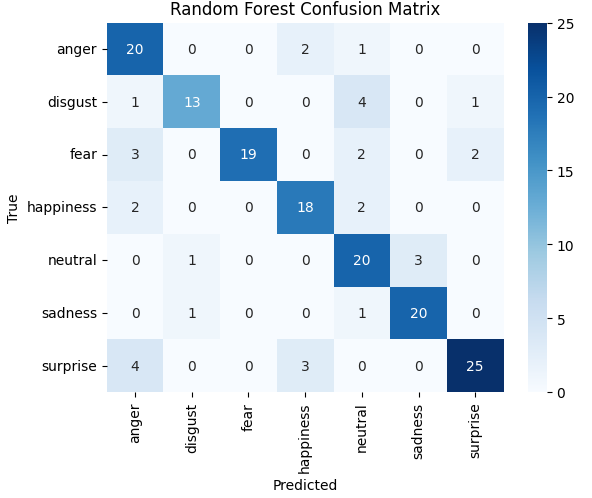 Random Forest Confusion Matrix
True
anger 20 0 0 2 1 0 0
disgust 1 13 0 0 4 0 1
fear 3 0 19 0 2 0 2
happiness 2 0 0 18 2 0 0
neutral 0 1 0 0 20 3 0
sadness 0 1 0 0 1 20 0
surprise 4 0 0 3 0 0 25
anger disgust fear happiness neutral sadness surprise
Predicted
25
20
15
10
5
0